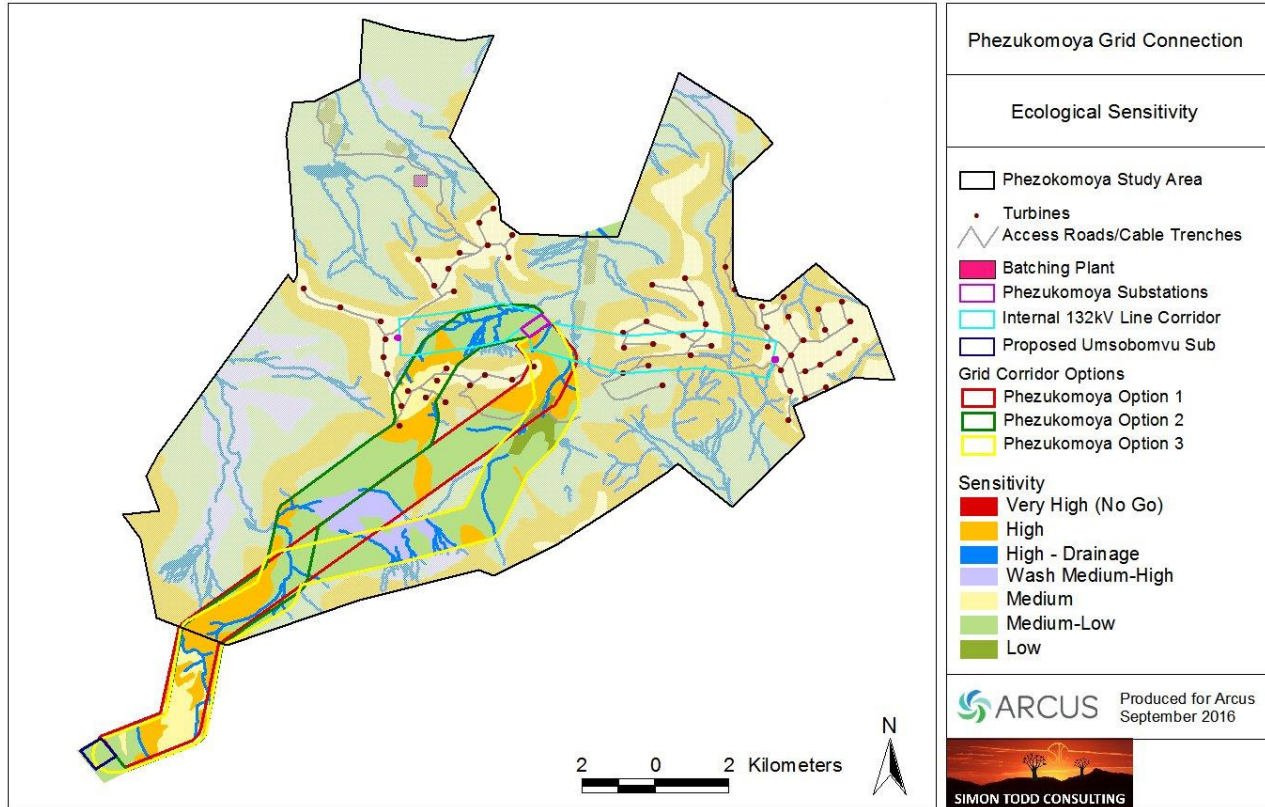 Phezukomoya Grid Connection
Ecological Sensitivity
Phezokomoya Study Area
Turbines
Access Roads/Cable Trenches
Batching Plant
Phezukomoya Substations
Internal 132kV Line Corridor
Proposed Umsobomvu Sub
Grid Corridor Options
Phezukomoya Option 1
Phezukomoya Option 2
Phezukomoya Option 3
Sensitivity
Very High (No Go)
High
High - Drainage
Wash Medium-High
Medium
Medium-Low
Low
ARCUS
Produced for Arcus
September 2016
SIMON TODD CONSULTING
N
2 0 2 Kilometers